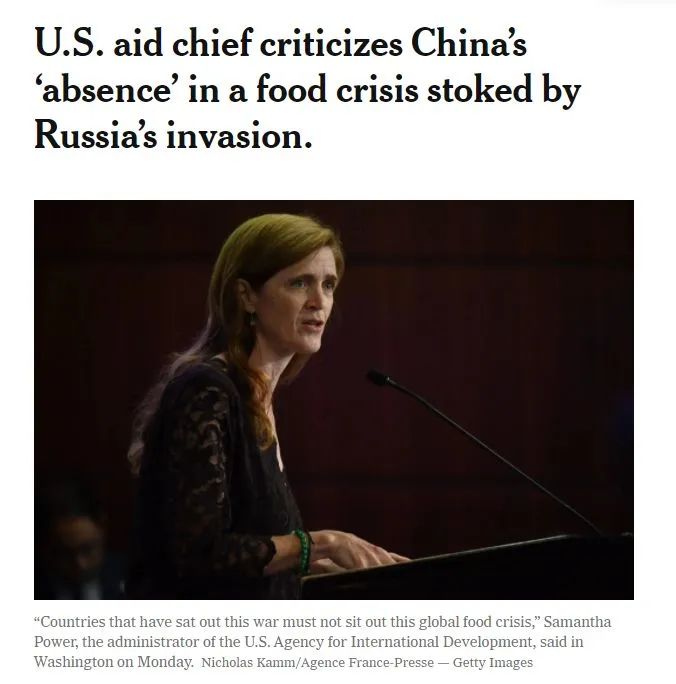 U.S. aid chief criticizes China’s
‘absence’ in a food crisis stoked by
Russia’s invasion.
“Countries that have sat out this war must not sit out this global food crisis,” Samantha
Power, the administrator of the U.S. Agency for International Development, said in
Washington on Monday. Nicholas Kamm/Agence France-Presse — Getty Images